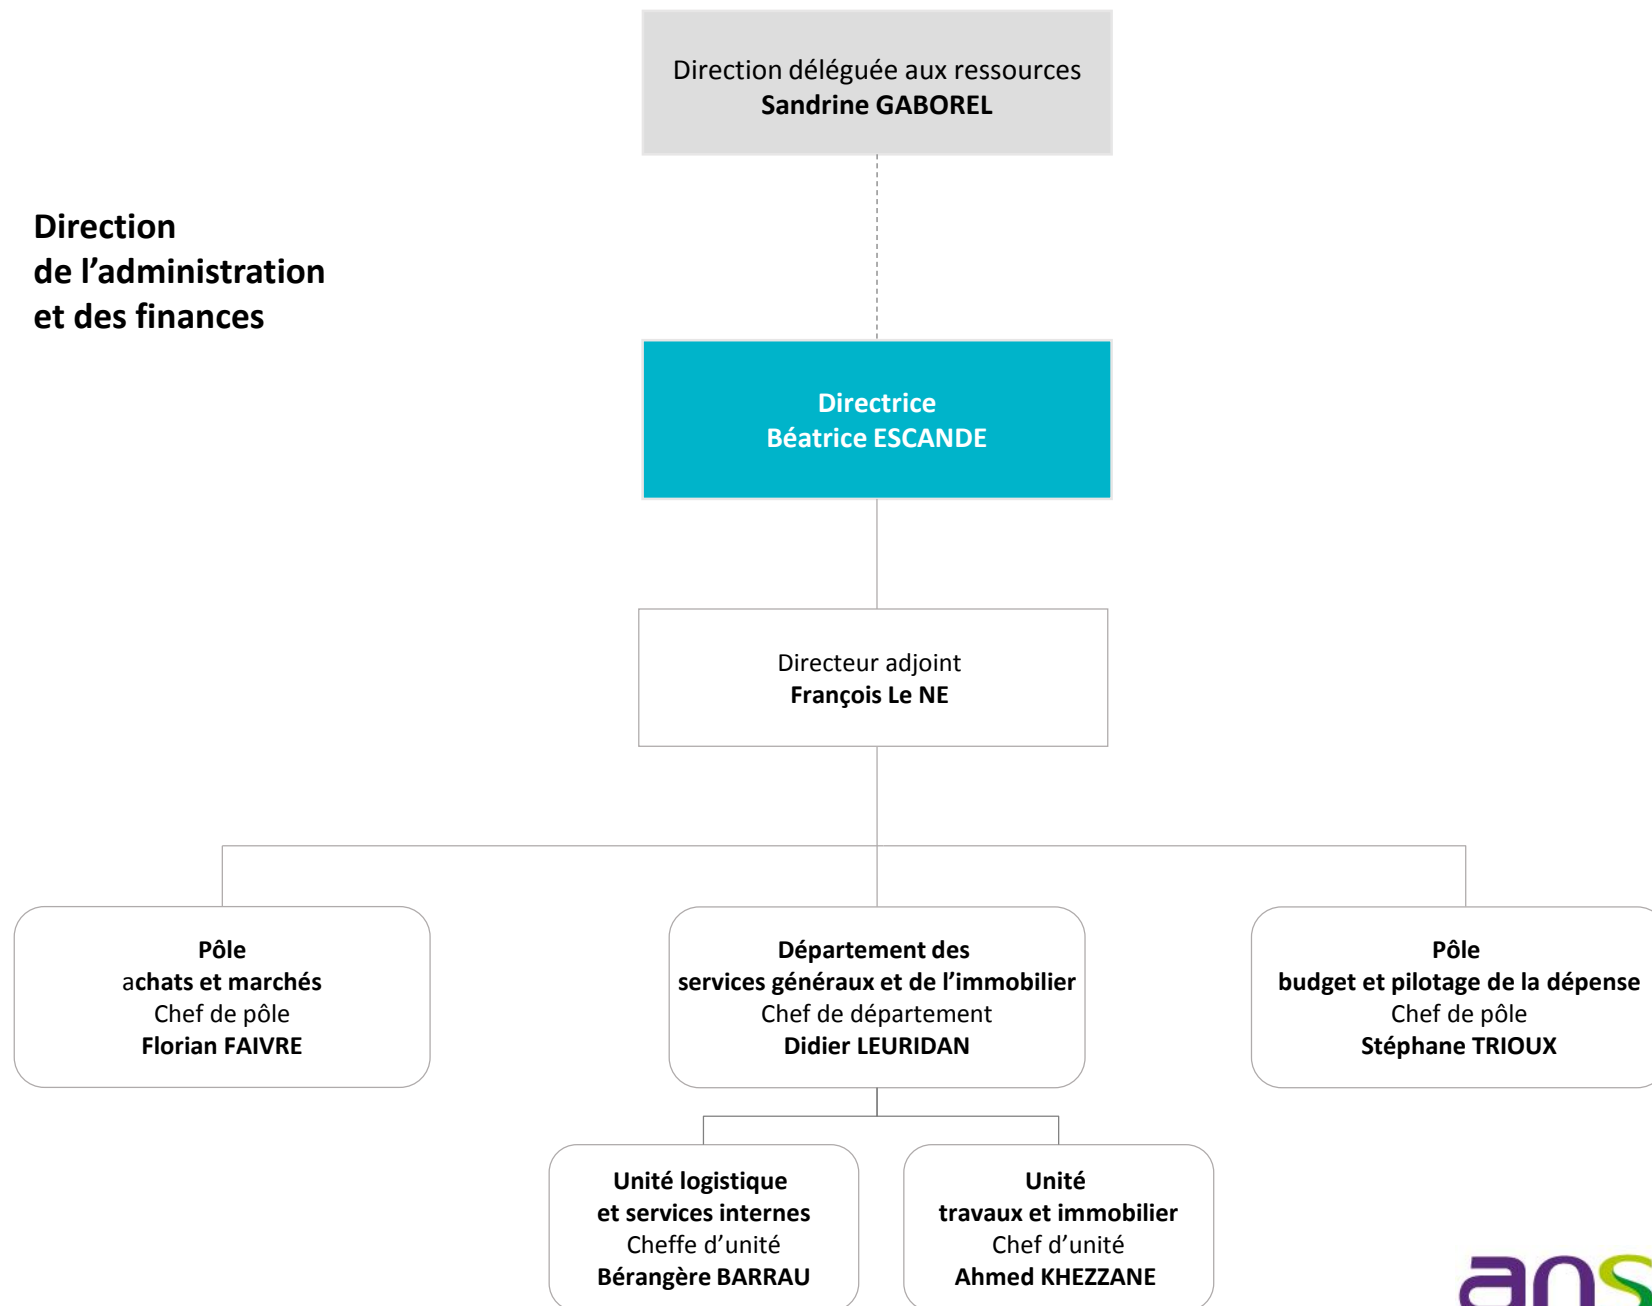 Direction déléguée aux ressources
Sandrine GABOREL
Direction
de l’administration
et des finances
Directrice
Béatrice ESCANDE
Directeur adjoint
François Le NE
Pôle
achats et marchés
Chef de pôle
Florian FAIVRE
Département des
services généraux et de l’immobilier
Chef de département
Didier LEURIDAN
Pôle
budget et pilotage de la dépense
Chef de pôle
Stéphane TRIOUX
Unité logistique
et services internes
Cheffe d’unité
Bérangère BARRAU
Unité
travaux et immobilier
Chef d’unité
Ahmed KHEZZANE